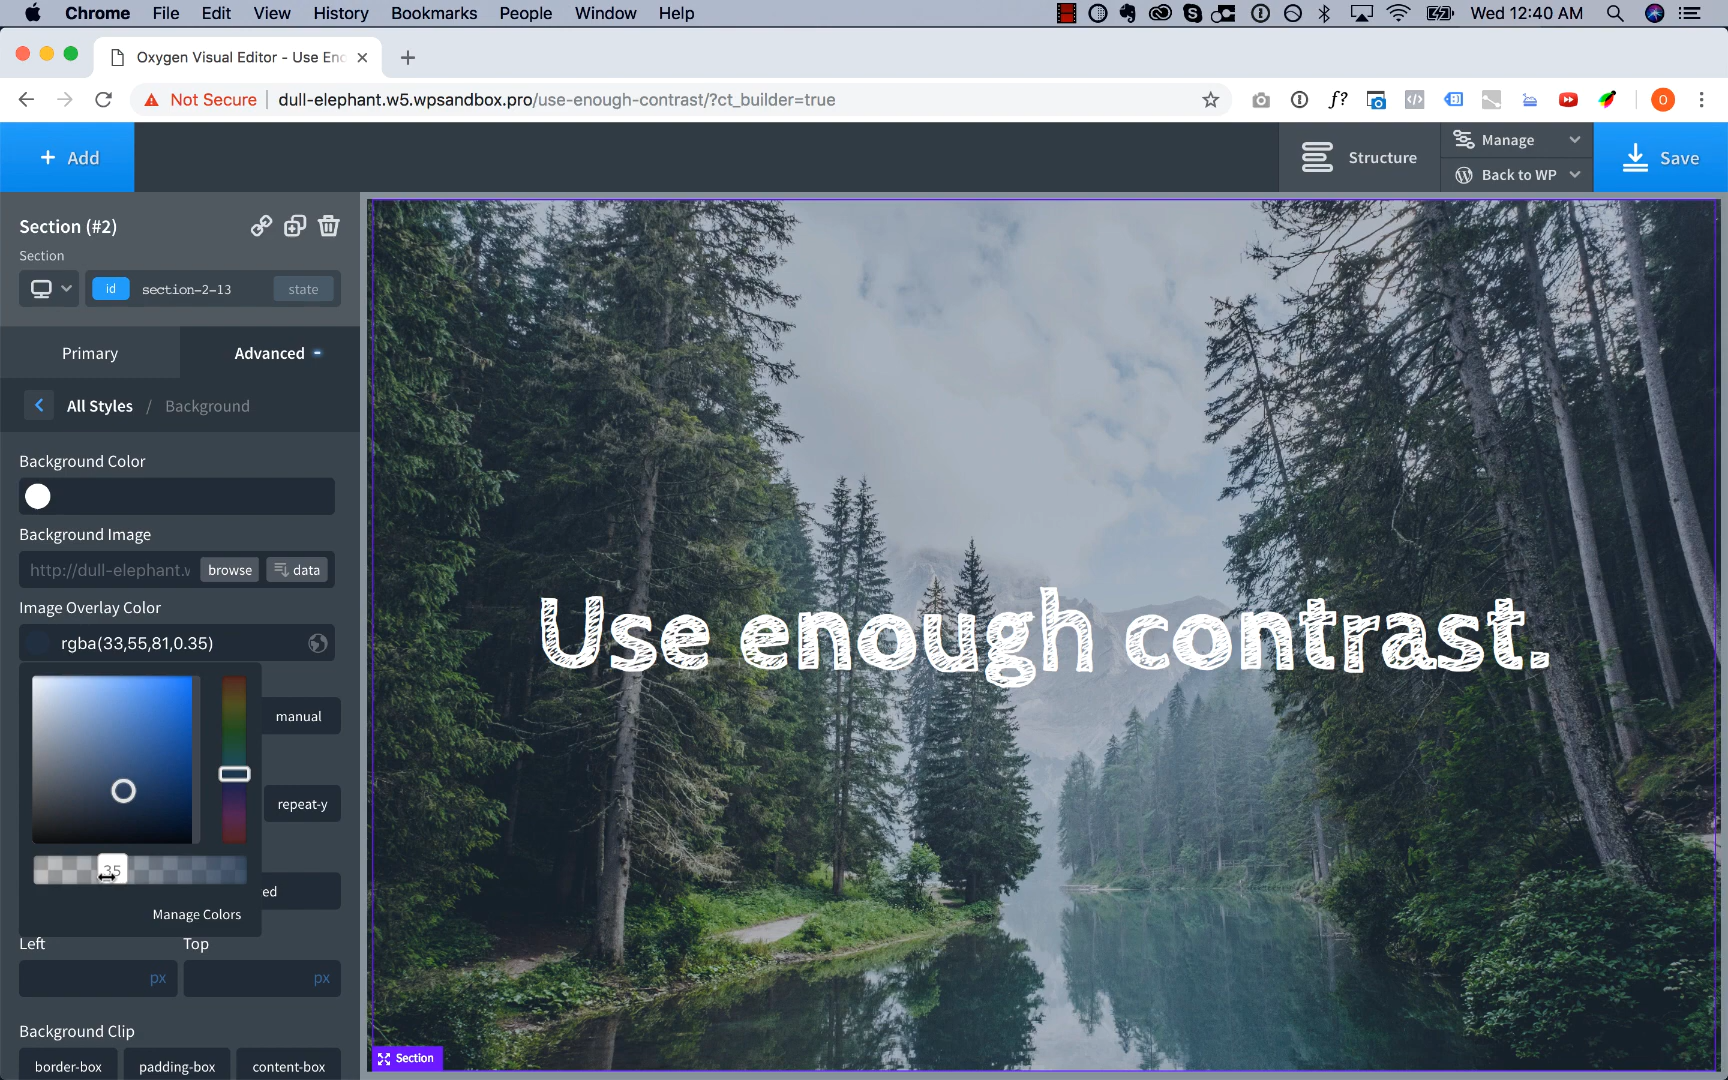 Chrome File Edit View History Bookmarks People Window Help Wed 12:40 AM
Oxygen Visual Editor - Use Eno
Not Secure dull-elephant.w5.wpsandbox.pro/use-enough-contrast/?ct_builder=true
+ Add
Structure
Manage
Back to WP
Save
Section (#2)
Section
id section-2-13 state
Primary Advanced
All Styles / Background
Background Color
Background Image
http://dull-elephant.w browse data
Image Overlay Color
rgba(33,55,81,0.35)
manual
repeat-y
35
ed
Manage Colors
Left Top
px px
Background Clip
border-box padding-box content-box
Use enough contrast.
Section